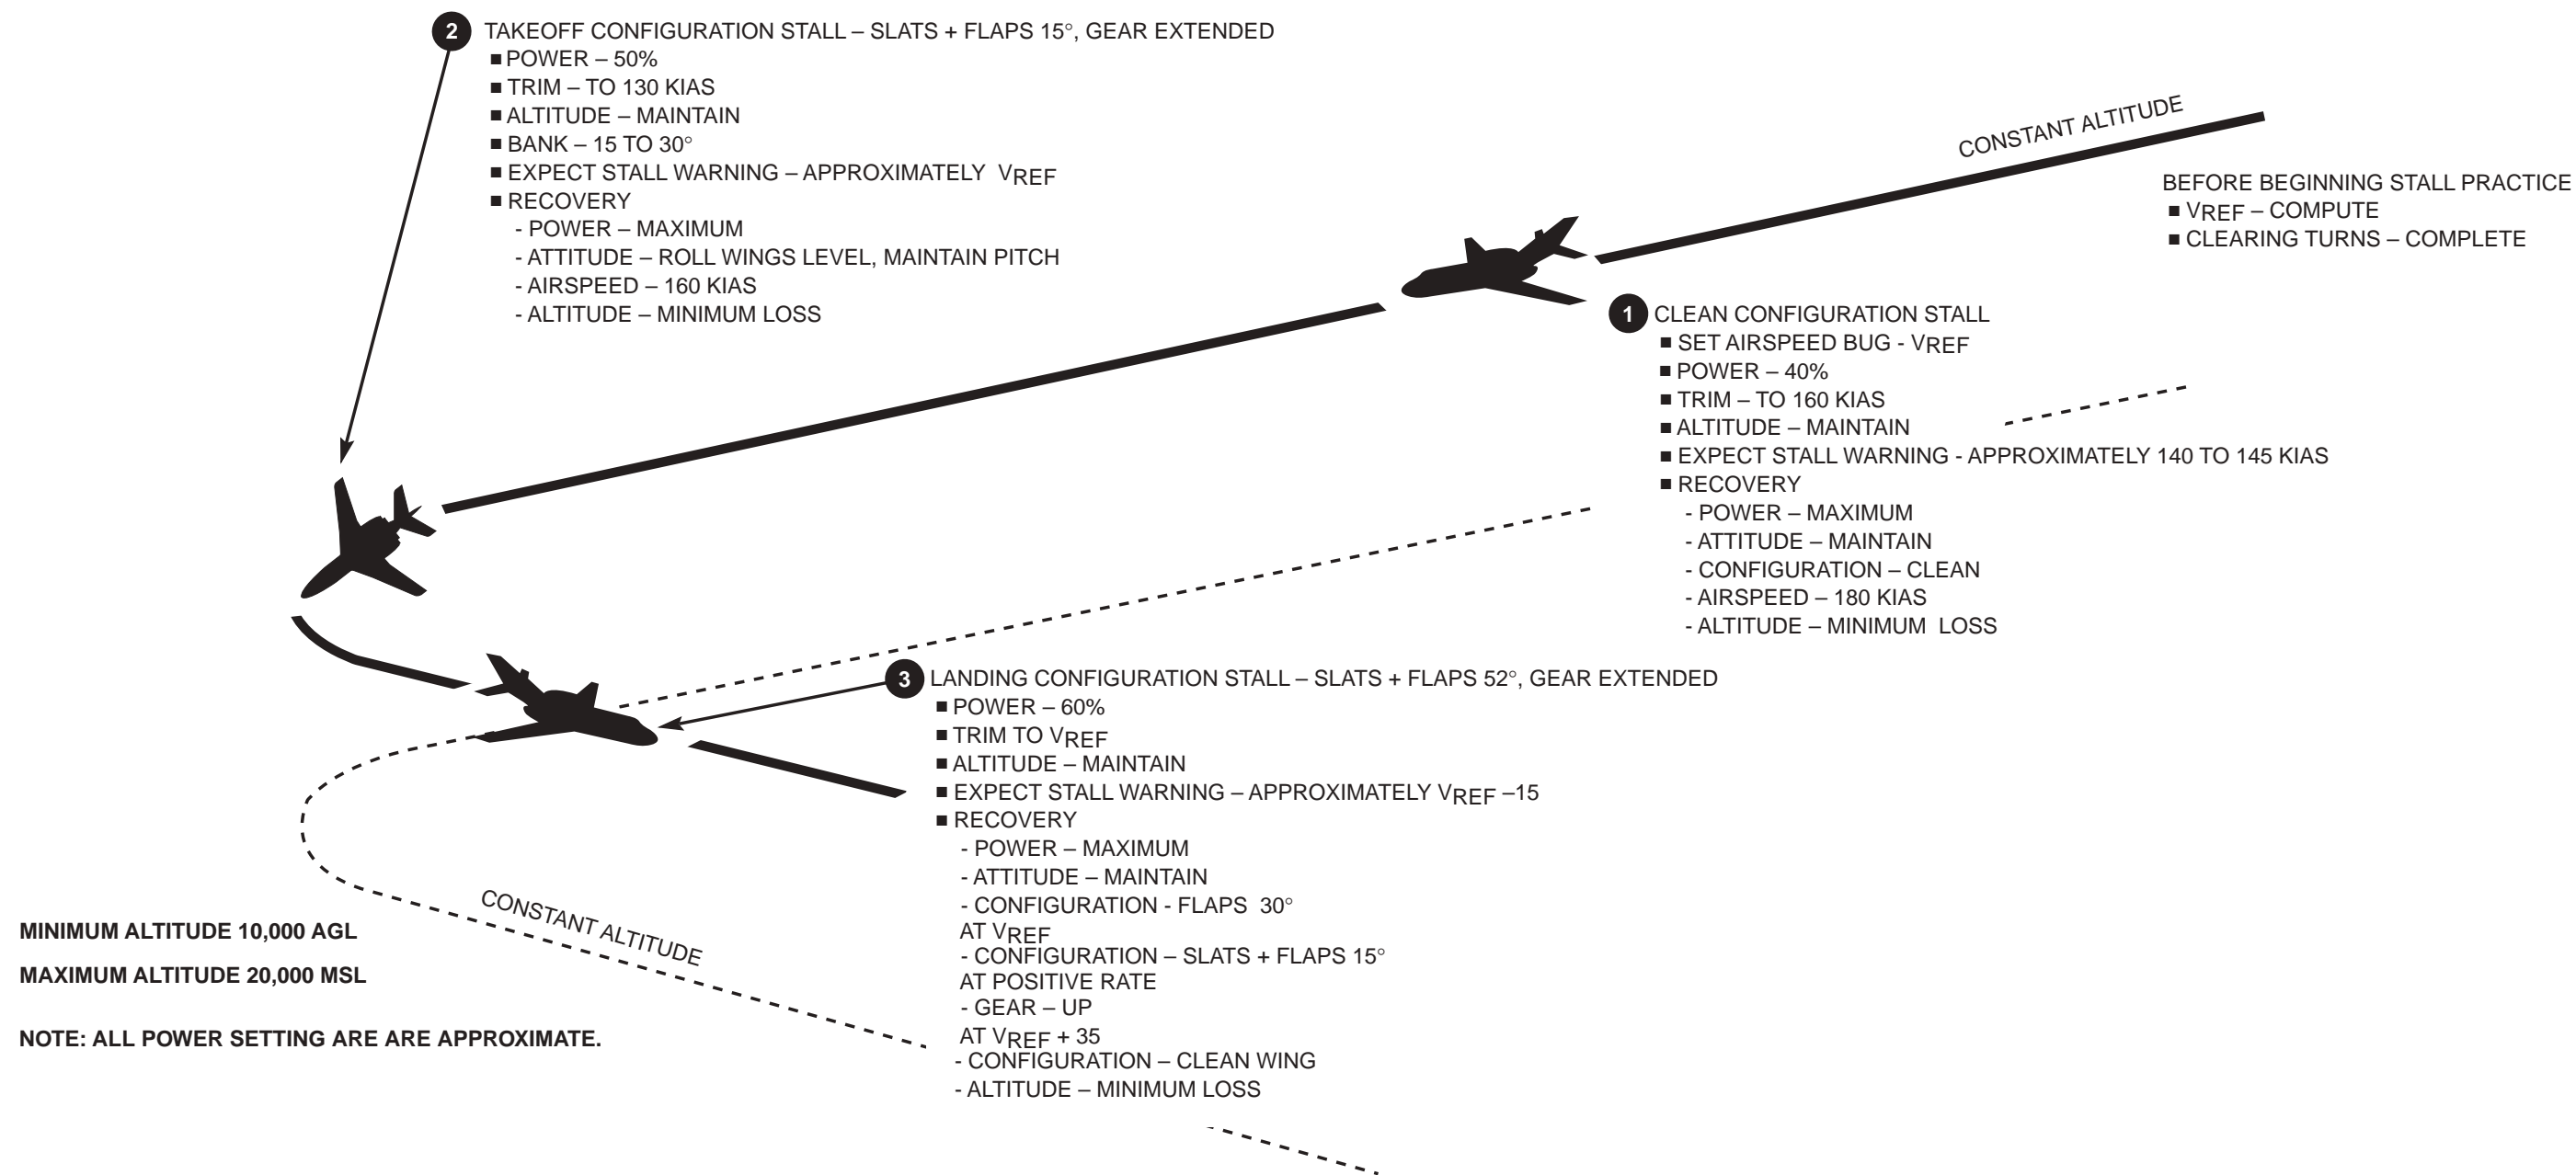 2 TAKEOFF CONFIGURATION STALL – SLATS + FLAPS 15°, GEAR EXTENDED
■ POWER – 50%
■ TRIM – TO 130 KIAS
■ ALTITUDE – MAINTAIN
■ BANK – 15 TO 30°
■ EXPECT STALL WARNING – APPROXIMATELY VREF
■ RECOVERY
- POWER – MAXIMUM
- ATTITUDE – ROLL WINGS LEVEL, MAINTAIN PITCH
- AIRSPEED – 160 KIAS
- ALTITUDE – MINIMUM LOSS
CONSTANT ALTITUDE
BEFORE BEGINNING STALL PRACTICE
■ VREF – COMPUTE
■ CLEARING TURNS – COMPLETE
1 CLEAN CONFIGURATION STALL
■ SET AIRSPEED BUG - VREF
■ POWER – 40%
■ TRIM – TO 160 KIAS
■ ALTITUDE – MAINTAIN
■ EXPECT STALL WARNING - APPROXIMATELY 140 TO 145 KIAS
■ RECOVERY
- POWER – MAXIMUM
- ATTITUDE – MAINTAIN
- CONFIGURATION – CLEAN
- AIRSPEED – 180 KIAS
- ALTITUDE – MINIMUM LOSS
3 LANDING CONFIGURATION STALL – SLATS + FLAPS 52°, GEAR EXTENDED
■ POWER – 60%
■ TRIM TO VREF
■ ALTITUDE – MAINTAIN
■ EXPECT STALL WARNING – APPROXIMATELY VREF –15
■ RECOVERY
- POWER – MAXIMUM
- ATTITUDE – MAINTAIN
- CONFIGURATION - FLAPS 30°
AT VREF
- CONFIGURATION – SLATS + FLAPS 15°
AT POSITIVE RATE
- GEAR – UP
AT VREF + 35
- CONFIGURATION – CLEAN WING
- ALTITUDE – MINIMUM LOSS
CONSTANT ALTITUDE
MINIMUM ALTITUDE 10,000 AGL
MAXIMUM ALTITUDE 20,000 MSL
NOTE: ALL POWER SETTING ARE ARE APPROXIMATE.